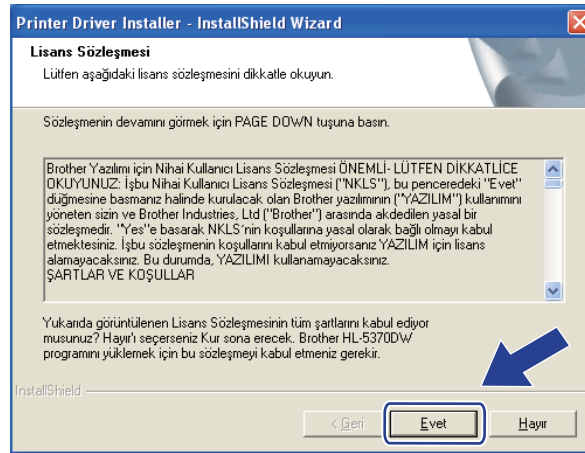 Printer Driver Installer - InstallShield Wizard
Lisans Sözleşmesi
Lütfen aşağıdaki lisans sözleşmesini dikkatle okuyun.
Sözleşmenin devamını görmek için PAGE DOWN tuşuna basın.
Brother Yazılımı için Nihai Kullanıcı Lisans Sözleşmesi ÖNEMLİ- LÜTFEN DİKKATLİCE
OKUYUNUZ: İşbu Nihai Kullanıcı Lisans Sözleşmesi (''NKLS''), bu penceredeki ''Evet''
düğmesine basmanız halinde kurulacak olan Brother yazılımının (''YAZILIM'') kullanımını
yöneten sizin ve Brother Industries, Ltd (''Brother'') arasında akdedilen yasal bir
sözleşmedir. ''Yes''e basarak NKLS´nin koşullarına yasal olarak bağlı olmayı kabul
etmektesiniz. İşbu sözleşmenin koşullarını kabul etmiyorsanız YAZILIM için lisans
alamayacaksınız. Bu durumda, YAZILIMI kullanamayacaksınız.
ŞARTLAR VE KOŞULLAR
Yukarıda görüntülenen Lisans Sözleşmesinin tüm şartlarını kabul ediyor
musunuz? Hayır'ı seçerseniz Kur sona erecek. Brother HL-5370DW
programını yüklemek için bu sözleşmeyi kabul etmeniz gerekir.
InstallShield
< Geri Evet Hayır